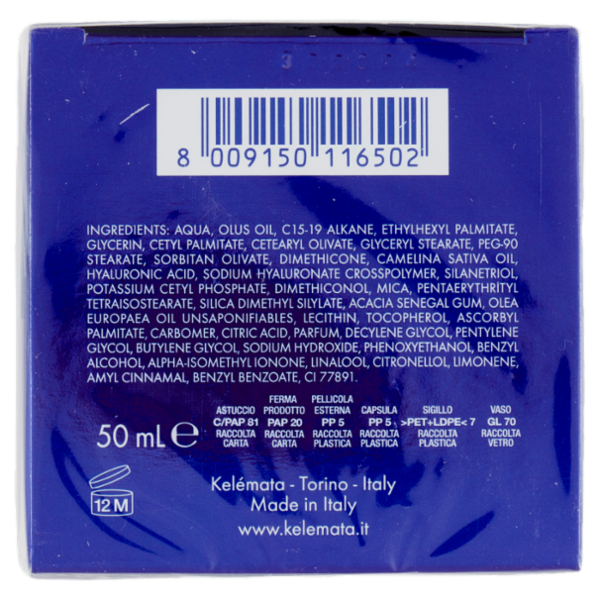 8 009150 116502
INGREDIENTS: AQUA, OLUS OIL, C15-19 ALKANE, ETHYLHEXYL PALMITATE,
GLYCERIN, CETYL PALMITATE, CETEARYL OLIVATE, GLYCERYL STEARATE, PEG-90
STEARATE, SORBITAN OLIVATE, DIMETHICONE, CAMELINA SATIVA OIL,
HYALURONIC ACID, SODIUM HYALURONATE CROSSPOLYMER, SILANETRIOL,
POTASSIUM CETYL PHOSPHATE, DIMETHICONOL, MICA, PENTAERYTHRITYL
TETRAISOSTEARATE, SILICA DIMETHYL SILYLATE, ACACIA SENEGAL GUM, OLEA
EUROPAEA OIL UNSAPONIFIABLES, LECITHIN, TOCOPHEROL, ASCORBYL
PALMITATE, CARBOMER, CITRIC ACID, PARFUM, DECYLENE GLYCOL, PENTYLENE
GLYCOL, BUTYLENE GLYCOL, SODIUM HYDROXIDE, PHENOXYETHANOL, BENZYL
ALCOHOL, ALPHA-ISOMETHYL IONONE, LINALOOL, CITRONELLOL, LIMONENE,
AMYL CINNAMAL, BENZYL BENZOATE, CI 77891.
FERMA PELLICOLA
ASTUCCIO PRODOTTO ESTERNA CAPSULA SIGILLO VASO
C/PAP 81 PAP 20 PP 5 PP 5 >PET+LDPE< 7 GL 70
RACCOLTA RACCOLTA RACCOLTA RACCOLTA RACCOLTA RACCOLTA
CARTA CARTA PLASTICA PLASTICA PLASTICA VETRO
50 mL ℮
12 M
Kelémata - Torino - Italy
Made in Italy
www.kelemata.it